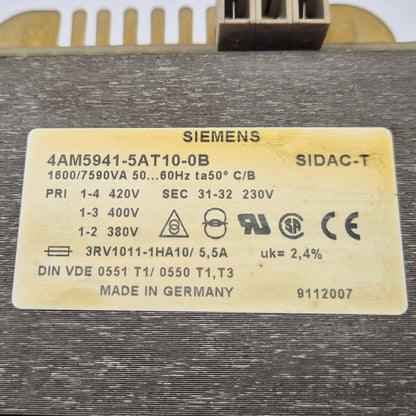 SIEMENS
4AM5941-5AT10-0B SIDAC-T
1600/7590VA 50...60Hz ta50° C/B
PRI 1-4 420V SEC 31-32 230V
1-3 400V
1-2 380V
3RV1011-1HA10/ 5,5A uk= 2,4%
DIN VDE 0551 T1/ 0550 T1,T3
MADE IN GERMANY 9112007